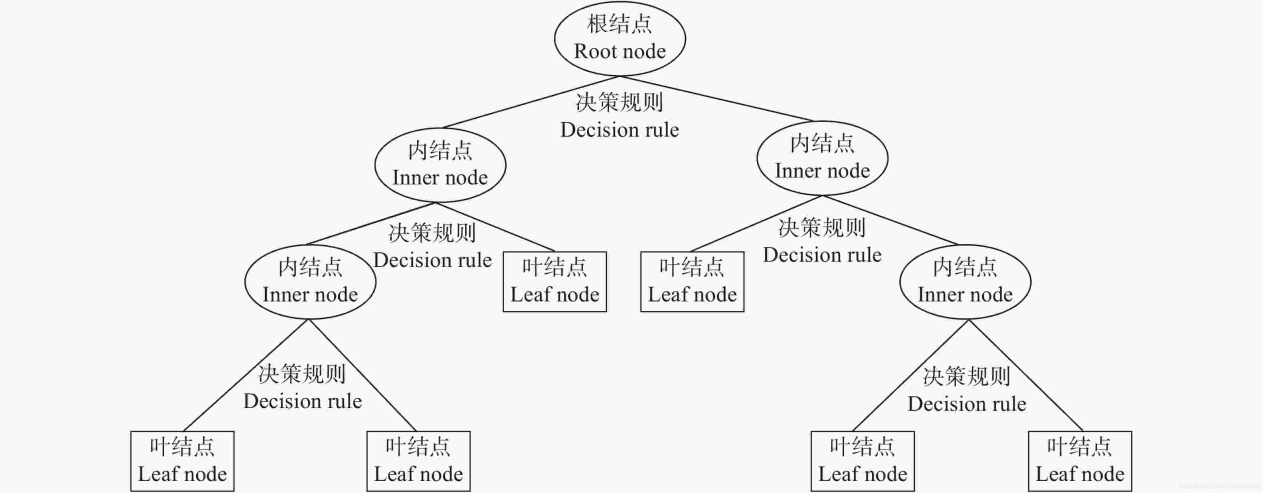 根结点
Root node
决策规则
Decision rule
内结点
Inner node
内结点
Inner node
决策规则
Decision rule
决策规则
Decision rule
内结点
Inner node
叶结点
Leaf node
叶结点
Leaf node
内结点
Inner node
决策规则
Decision rule
决策规则
Decision rule
叶结点
Leaf node
叶结点
Leaf node
叶结点
Leaf node
叶结点
Leaf node